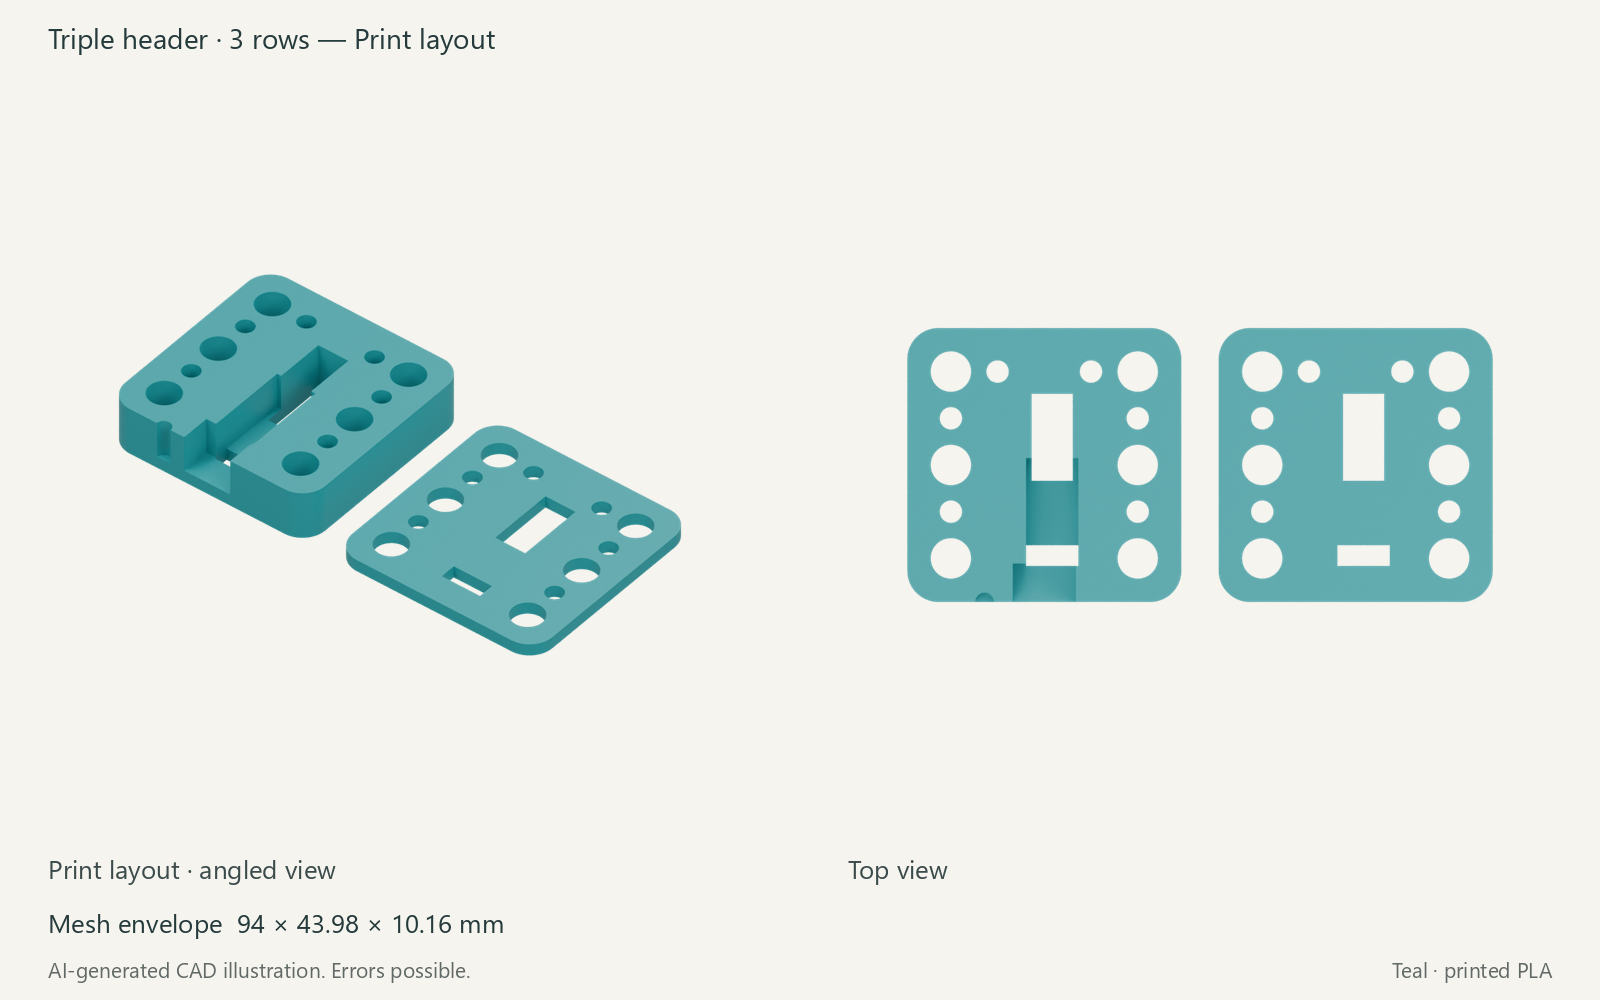 Triple header · 3 rows — Print layout
Print layout · angled view
Top view
Mesh envelope  94 × 43.98 × 10.16 mm
AI-generated CAD illustration. Errors possible.
Teal · printed PLA